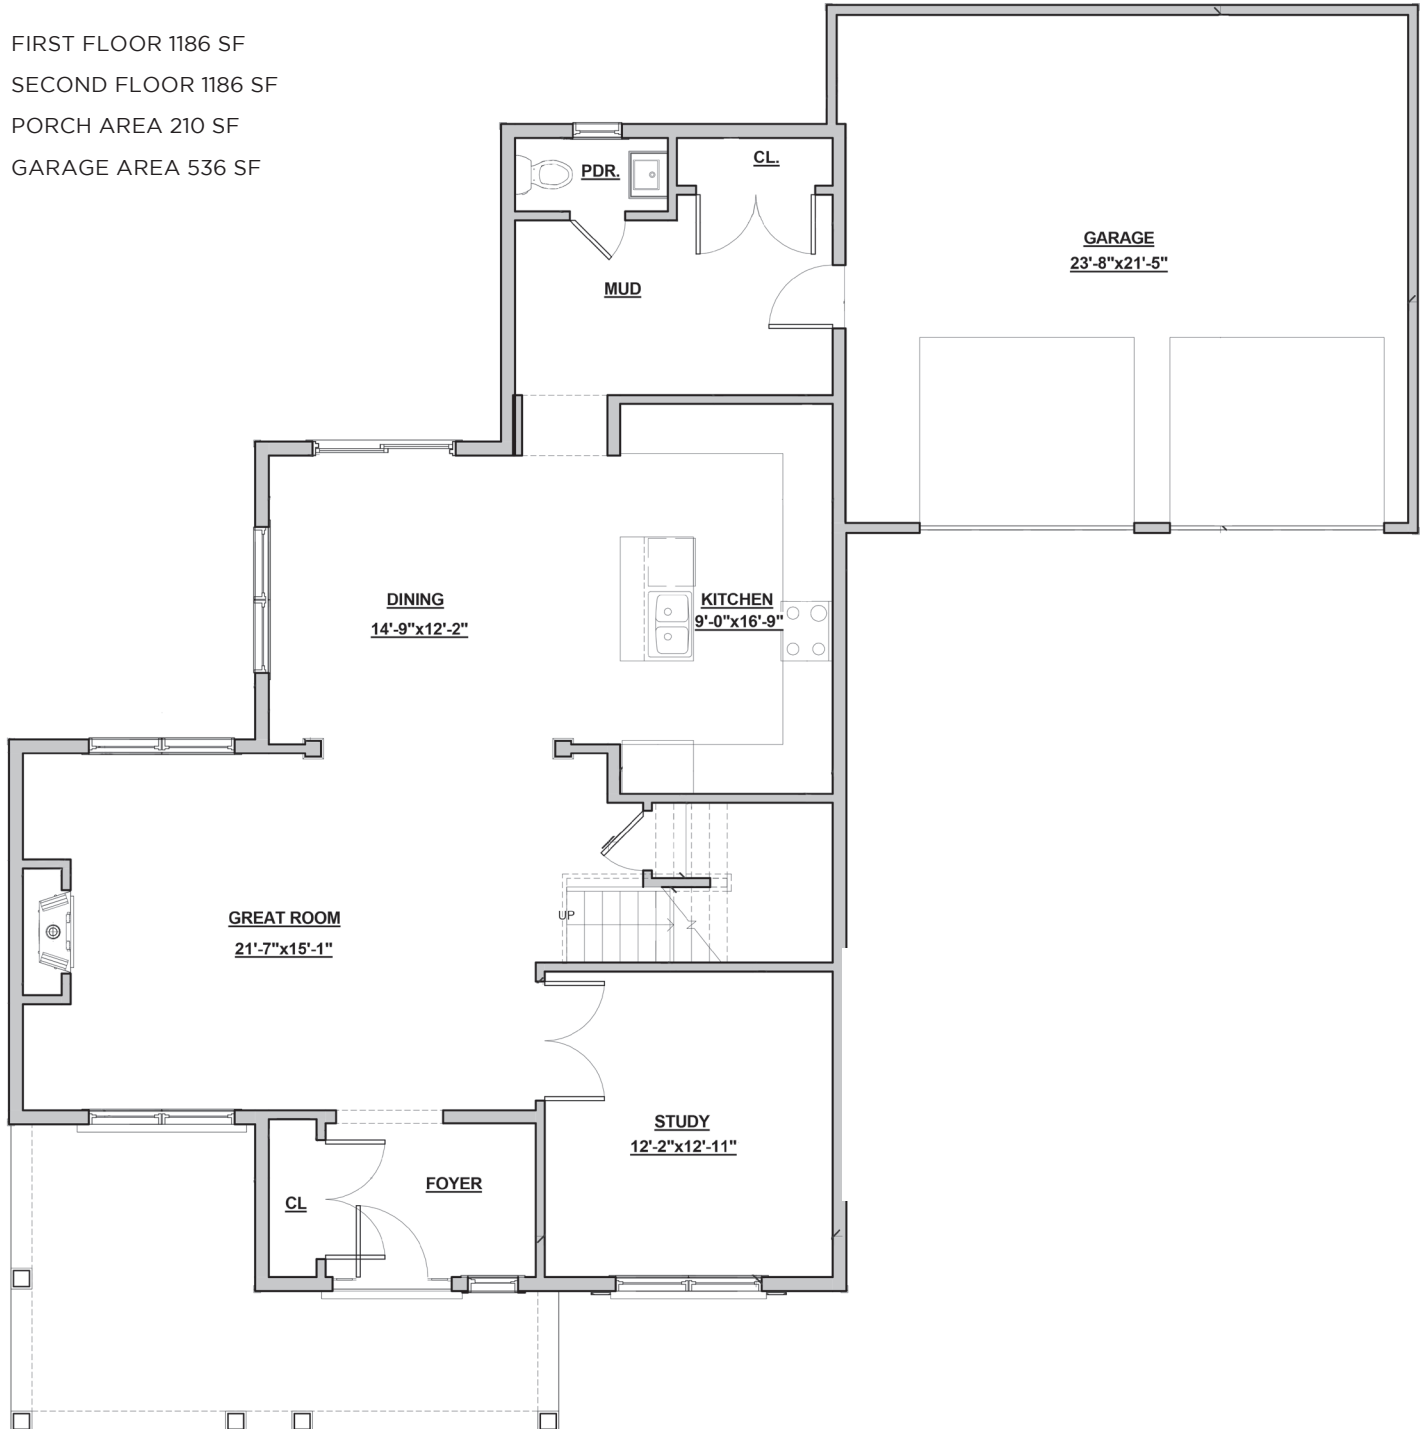 FIRST FLOOR 1186 SF
SECOND FLOOR 1186 SF
PORCH AREA 210 SF
GARAGE AREA 536 SF
PDR.
CL.
GARAGE
23'-8"x21'-5"
MUD
DINING
14'-9"x12'-2"
KITCHEN
9'-0"x16'-9"
GREAT ROOM
21'-7"x15'-1"
UP
STUDY
12'-2"x12'-11"
FOYER
CL